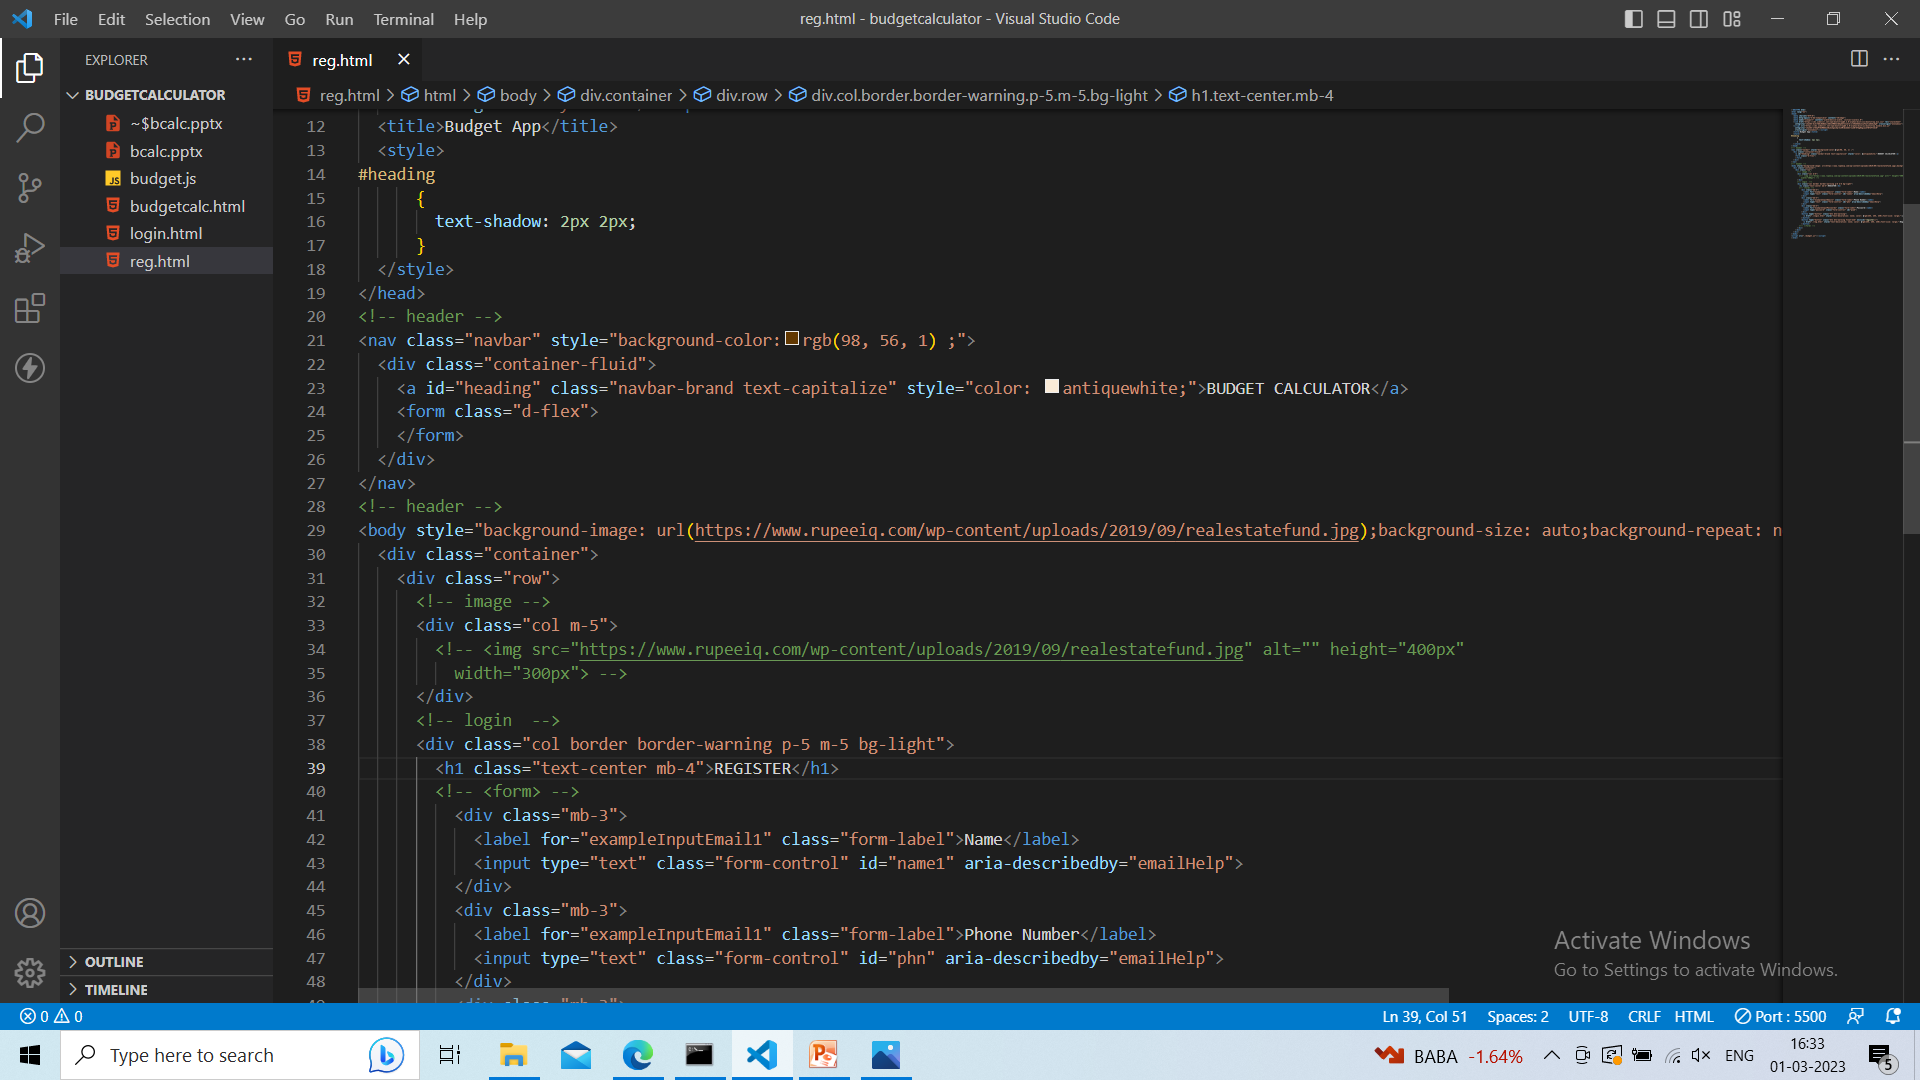 File Edit Selection View Go Run Terminal Help
reg.html - budgetcalculator - Visual Studio Code
EXPLORER
BUDGETCALCULATOR
~$bcalc.pptx
bcalc.pptx
JS budget.js
budgetcalc.html
login.html
reg.html
OUTLINE
TIMELINE
reg.html
reg.html > html > body > div.container > div.row > div.col.border.border-warning.p-5.m-5.bg-light > h1.text-center.mb-4
12 <title>Budget App</title>
13 <style>
14 #heading
15 {
16 text-shadow: 2px 2px;
17 }
18 </style>
19 </head>
20 <!-- header -->
21 <nav class="navbar" style="background-color: rgb(98, 56, 1) ;">
22 <div class="container-fluid">
23 <a id="heading" class="navbar-brand text-capitalize" style="color: antiquewhite;">BUDGET CALCULATOR</a>
24 <form class="d-flex">
25 </form>
26 </div>
27 </nav>
28 <!-- header -->
29 <body style="background-image: url(https://www.rupeeiq.com/wp-content/uploads/2019/09/realestatefund.jpg);background-size: auto;background-repeat: n
30 <div class="container">
31 <div class="row">
32 <!-- image -->
33 <div class="col m-5">
34 <!-- <img src="https://www.rupeeiq.com/wp-content/uploads/2019/09/realestatefund.jpg" alt="" height="400px"
35 width="300px"> -->
36 </div>
37 <!-- login  -->
38 <div class="col border border-warning p-5 m-5 bg-light">
39 <h1 class="text-center mb-4">REGISTER</h1>
40 <!-- <form> -->
41 <div class="mb-3">
42 <label for="exampleInputEmail1" class="form-label">Name</label>
43 <input type="text" class="form-control" id="name1" aria-describedby="emailHelp">
44 </div>
45 <div class="mb-3">
46 <label for="exampleInputEmail1" class="form-label">Phone Number</label>
47 <input type="text" class="form-control" id="phn" aria-describedby="emailHelp">
48 </div>
Activate Windows
Go to Settings to activate Windows.
0 0
Ln 39, Col 51 Spaces: 2 UTF-8 CRLF HTML Port : 5500
Type here to search
BABA -1.64%
ENG
16:33
01-03-2023
5